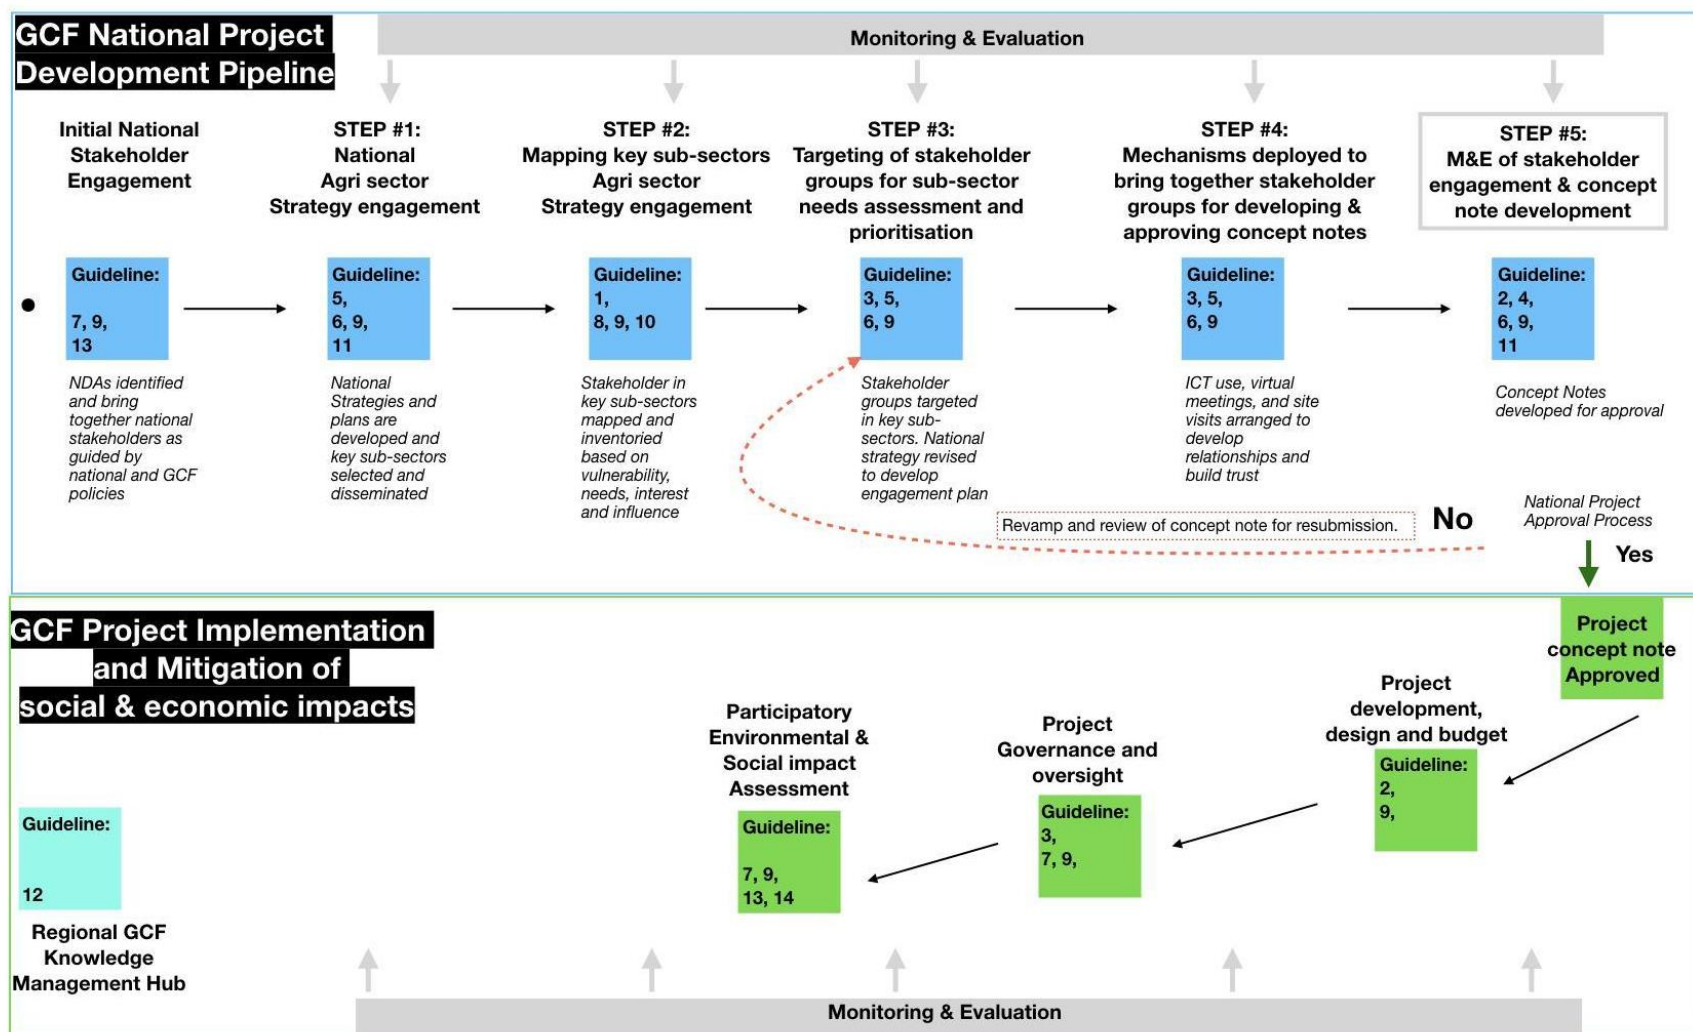 GCF National Project
Development Pipeline
Monitoring & Evaluation
Initial National
Stakeholder
Engagement
STEP #1:
National
Agri sector
Strategy engagement
STEP #2:
Mapping key sub-sectors
Agri sector
Strategy engagement
STEP #3:
Targeting of stakeholder
groups for sub-sector
needs assessment and
prioritisation
STEP #4:
Mechanisms deployed to
bring together stakeholder
groups for developing &
approving concept notes
STEP #5:
M&E of stakeholder
engagement & concept
note development
Guideline:
7, 9,
13
Guideline:
5,
6, 9,
11
Guideline:
1,
8, 9, 10
Guideline:
3, 5,
6, 9
Guideline:
3, 5,
6, 9
Guideline:
2, 4,
6, 9,
11
NDAs identified
and bring
together national
stakeholders as
guided by
national and GCF
policies
National
Strategies and
plans are
developed and
key sub-sectors
selected and
disseminated
Stakeholder in
key sub-sectors
mapped and
inventoried
based on
vulnerability,
needs, interest
and influence
Stakeholder
groups targeted
in key sub-
sectors. National
strategy revised
to develop
engagement plan
ICT use, virtual
meetings, and site
visits arranged to
develop
relationships and
build trust
Concept Notes
developed for approval
National Project
Approval Process
Revamp and review of concept note for resubmission.
No
Yes
GCF Project Implementation
and Mitigation of
social & economic impacts
Project
concept note
Approved
Project
development,
design and budget
Guideline:
2,
9,
Project
Governance and
oversight
Guideline:
3,
7, 9,
Participatory
Environmental &
Social impact
Assessment
Guideline:
7, 9,
13, 14
Guideline:
12
Regional GCF
Knowledge
Management Hub
Monitoring & Evaluation